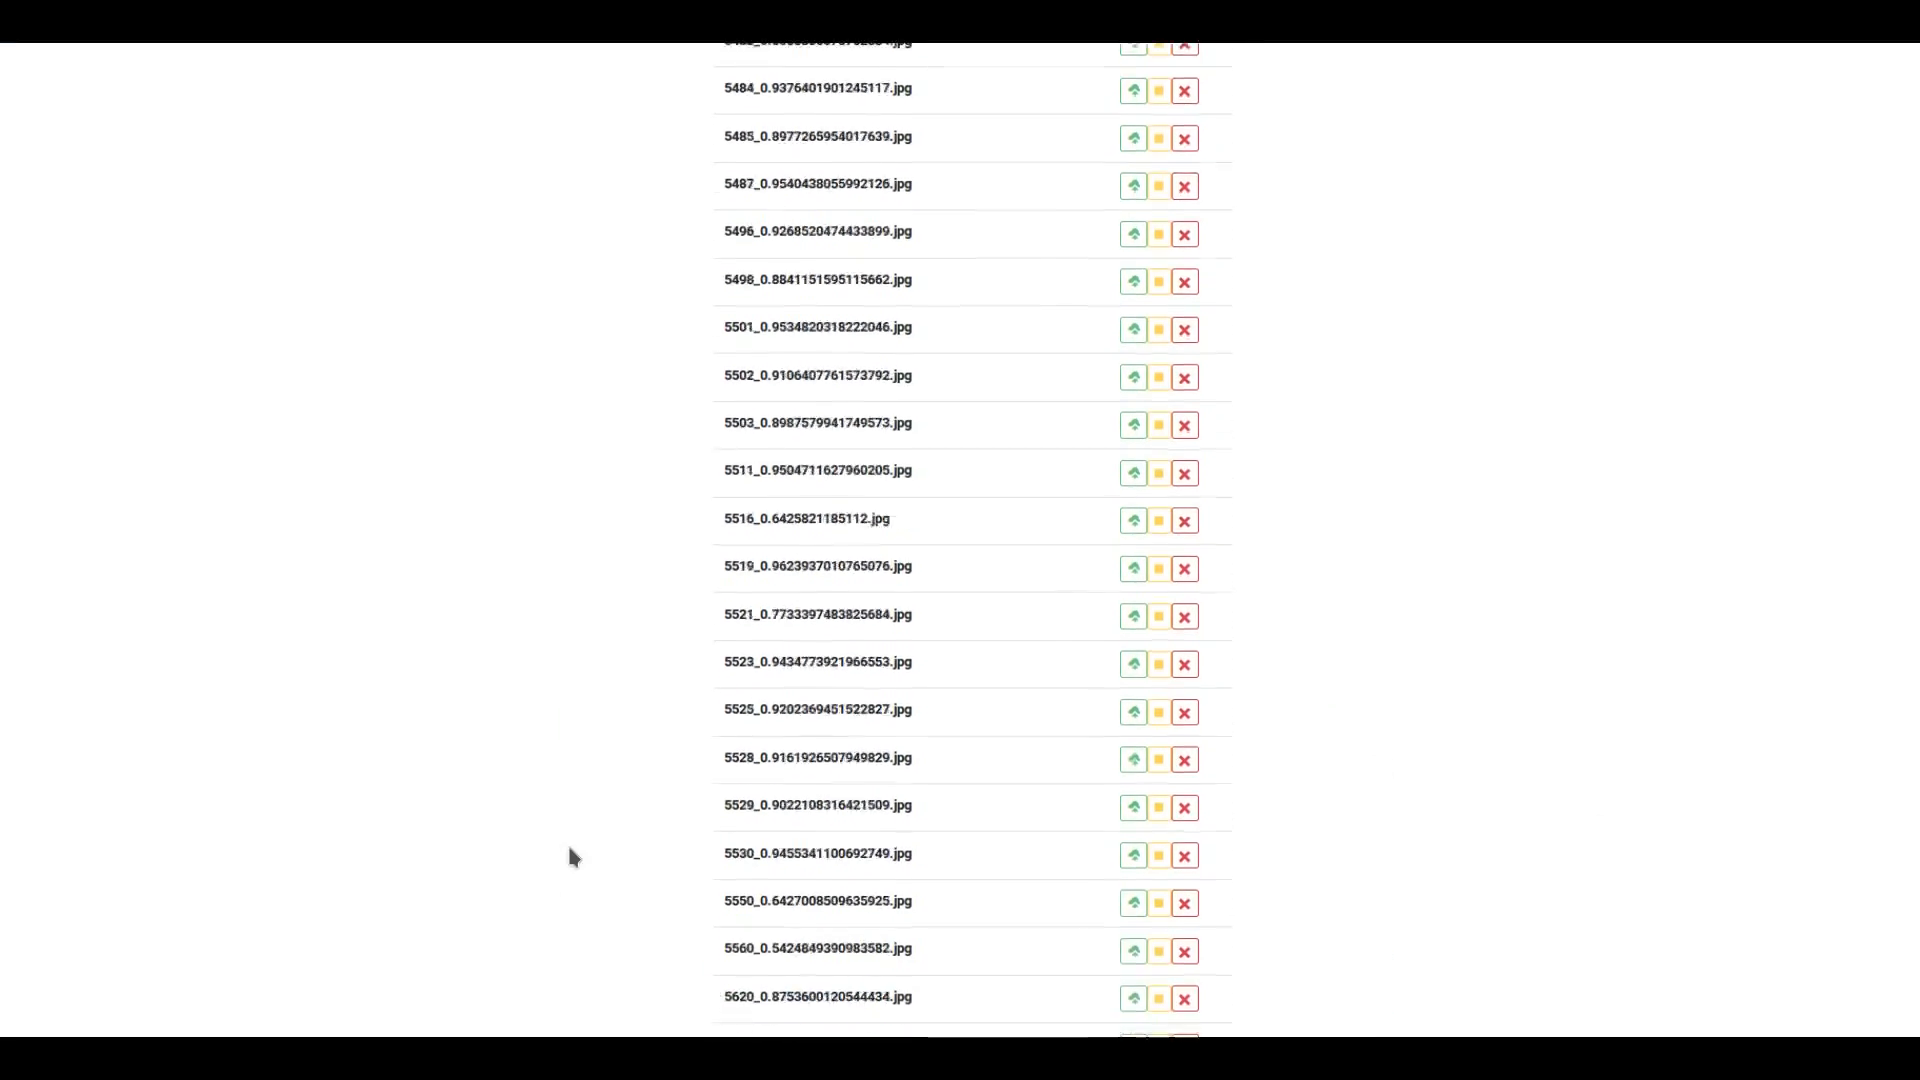 5484_0.9376401901245117.jpg
5485_0.8977265954017639.jpg
5487_0.9540438055992126.jpg
5496_0.9268520474433899.jpg
5498_0.8841151595115662.jpg
5501_0.9534820318222046.jpg
5502_0.9106407761573792.jpg
5503_0.8987579941749573.jpg
5511_0.9504711627960205.jpg
5516_0.6425821185112.jpg
5519_0.9623937010765076.jpg
5521_0.7733397483825684.jpg
5523_0.9434773921966553.jpg
5525_0.9202369451522827.jpg
5528_0.9161926507949829.jpg
5529_0.9022108316421509.jpg
5530_0.9455341100692749.jpg
5550_0.6427008509635925.jpg
5560_0.5424849390983582.jpg
5620_0.8753600120544434.jpg